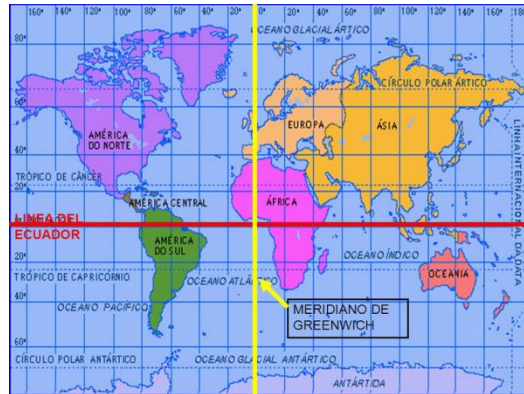 160° 100° 80° 60° 40° 20° 0° 20° 40° 60° 80° 100° 120° 140° 160° 180°
OCEANO GLACIAL ÁRTICO
80°
CÍRCULO POLAR ÁRTICO
60°
EUROPA
ÁSIA
AMÉRICA
DO NORTE
40°
LINHA INTERNACIONAL DA DATA
TRÓPICO DE CÂNCER
20°
AMÉRICA CENTRAL
ÁFRICA
LINEA DEL
ECUADOR
AMÉRICA
DO SUL
20°
OCEANO ÍNDICO
TRÓPICO DE CAPRICÓRNIO
OCEANO ATLÂNTICO
OCEANIA
OCEANO PACÍFICO
40°
MERIDIANO DE
GREENWICH
60°
CÍRCULO POLAR ANTÁRTICO
OCEANO GLACIAL ANTÁRTICO
ANTÁRTIDA